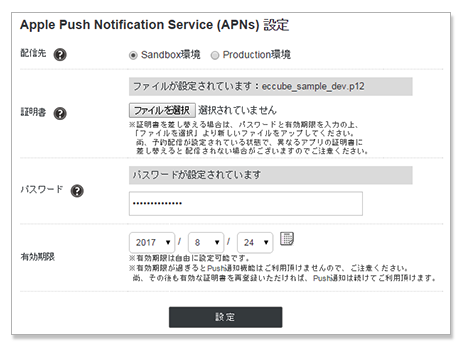 Apple Push Notification Service (APNs) 設定
配信先 ? Sandbox環境 Production環境
ファイルが設定されています：eccube_sample_dev.p12
証明書 ? ファイルを選択 選択されていません
※証明書を差し替える場合は、パスワードと有効期限を入力の上、
「ファイルを選択」より新しいファイルをアップしてください。
尚、予約配信が設定されている状態で、異なるアプリの証明書に
差し替えると配信されない場合がございますのでご注意ください。
パスワードが設定されています
パスワード ? ••••••••••••••
有効期限 2017 / 8 / 24
※有効期限は自由に設定可能です。
※有効期限が過ぎるとPush通知機能はご利用頂けませんので、ご注意ください。
尚、その後も有効な証明書を再登録いただければ、Push通知は続けてご利用頂けます。
設定